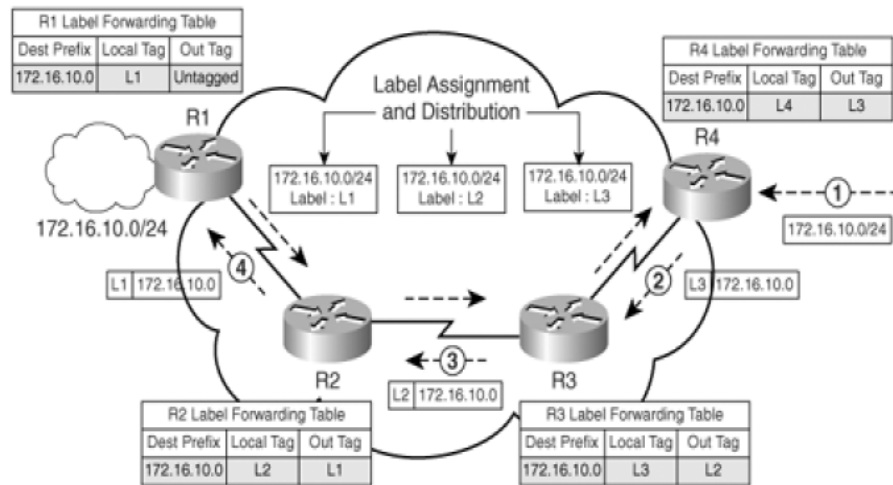 R1 Label Forwarding Table
Dest Prefix Local Tag Out Tag
172.16.10.0 L1 Untagged
R4 Label Forwarding Table
Dest Prefix Local Tag Out Tag
172.16.10.0 L4 L3
Label Assignment
and Distribution
R1
R4
172.16.10.0/24
Label : L1
172.16.10.0/24
Label : L2
172.16.10.0/24
Label : L3
1
172.16.10.0/24
172.16.10.0/24
4
L1 172.16.10.0
2
L3 172.16.10.0
3
R2
R3
L2 172.16.10.0
R2 Label Forwarding Table
Dest Prefix Local Tag Out Tag
172.16.10.0 L2 L1
R3 Label Forwarding Table
Dest Prefix Local Tag Out Tag
172.16.10.0 L3 L2